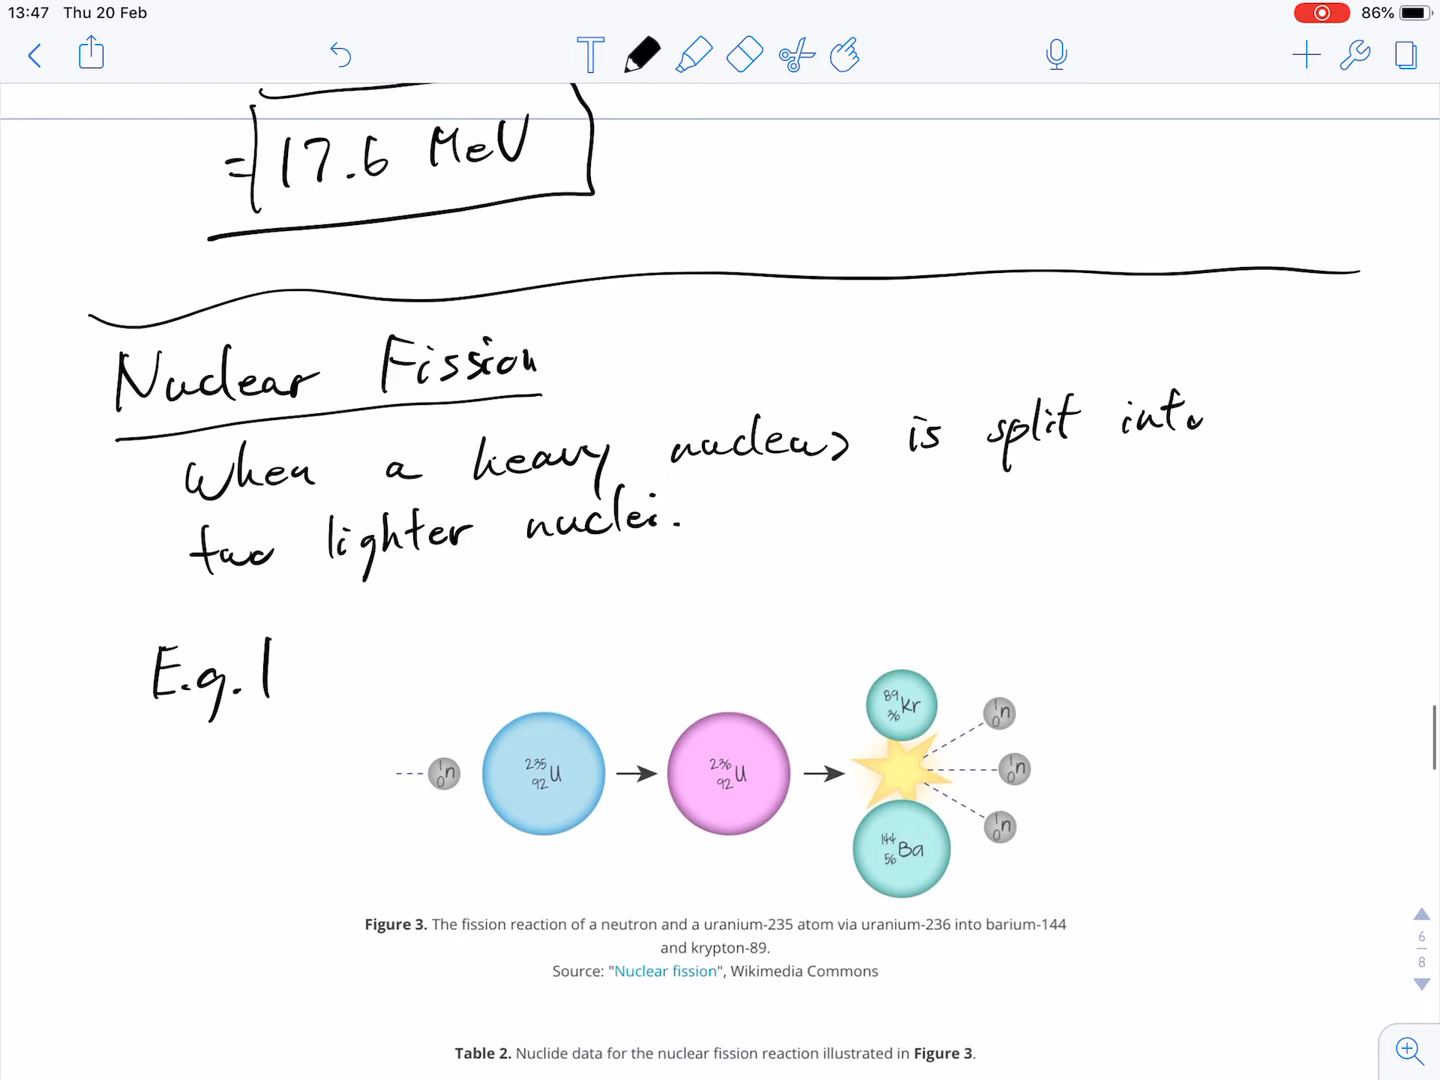 13:47 Thu 20 Feb 86%
T
= 17.6 MeV
Nuclear Fission
When a heavy nucleus is split into
two lighter nuclei.
E.g. 1
89 36 Kr
1 0 n
1 0 n 235 92 U 236 92 U 1 0 n
1 0 n
144 56 Ba
Figure 3. The fission reaction of a neutron and a uranium-235 atom via uranium-236 into barium-144
and krypton-89.
Source: "Nuclear fission", Wikimedia Commons
6
8
Table 2. Nuclide data for the nuclear fission reaction illustrated in Figure 3.